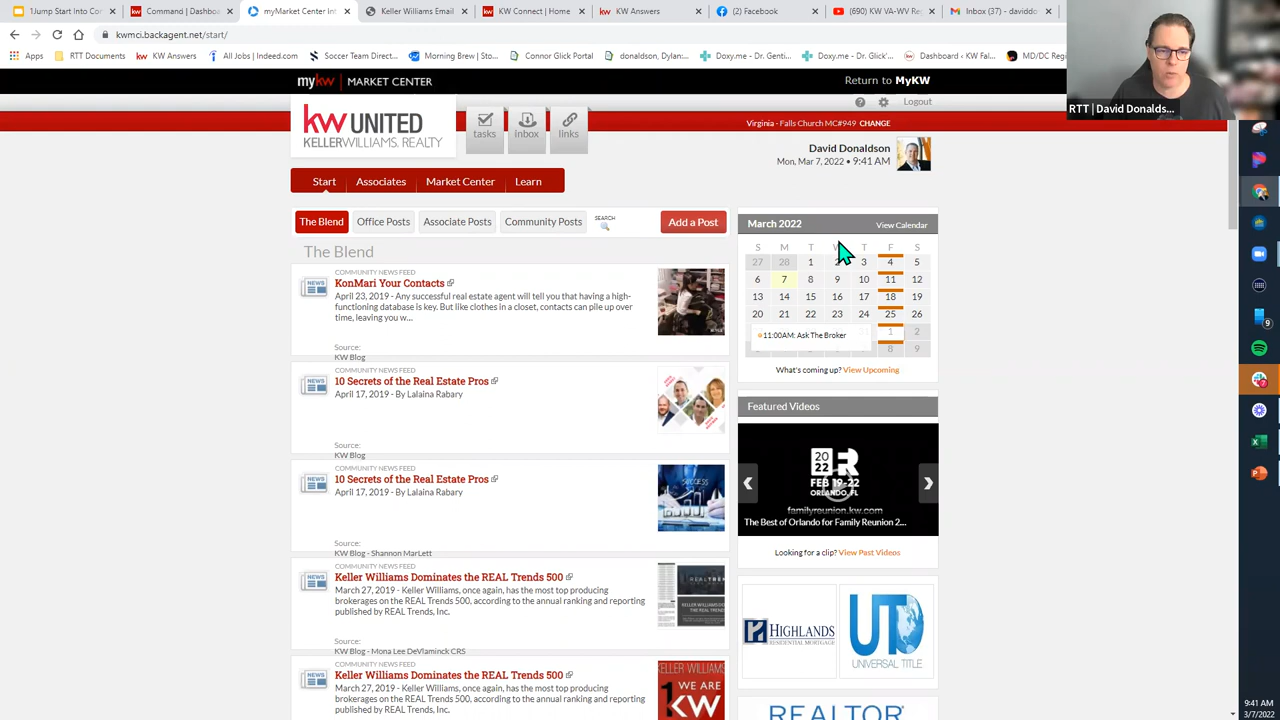 1Jump Start Into Con
Command | Dashbo
myMarket Center Int
Keller Williams Email
KW Connect | Home
KW Answers
(2) Facebook
(690) KW VA-WV Re
Inbox (37) - daviddo
kwmci.backagent.net/start/
Apps
RTT Documents
KW Answers
All Jobs | Indeed.com
Soccer Team Direct...
Morning Brew | Sto...
Connor Glick Portal
donaldson, Dylan:...
Doxy.me - Dr. Genti...
Doxy.me - Dr. Glick'...
Dashboard ‹ KW Fal...
MD/DC Regi
RTT | David Donalds...
mykw | MARKET CENTER
Return to MyKW
Logout
kw UNITED
KELLERWILLIAMS. REALTY
tasks
inbox
links
Virginia - Falls Church MC#949 CHANGE
David Donaldson
Mon, Mar 7, 2022 • 9:41 AM
Start
Associates
Market Center
Learn
The Blend
Office Posts
Associate Posts
Community Posts
SEARCH
Add a Post
The Blend
COMMUNITY NEWS FEED
KonMari Your Contacts
April 23, 2019 - Any successful real estate agent will tell you that having a high-
functioning database is key. But like clothes in a closet, contacts can pile up over
time, leaving you w...
Source:
KW Blog
COMMUNITY NEWS FEED
10 Secrets of the Real Estate Pros
April 17, 2019 - By Lalaina Rabary
Source:
KW Blog
COMMUNITY NEWS FEED
10 Secrets of the Real Estate Pros
April 17, 2019 - By Lalaina Rabary
SUCCESS
Source:
KW Blog - Shannon MarLett
COMMUNITY NEWS FEED
Keller Williams Dominates the REAL Trends 500
March 27, 2019 - Keller Williams, once again, has the most top producing
brokerages on the REAL Trends 500, according to the annual ranking and reporting
published by REAL Trends, Inc.
Source:
KW Blog - Mona Lee DeVlaminck CRS
COMMUNITY NEWS FEED
Keller Williams Dominates the REAL Trends 500
March 27, 2019 - Keller Williams, once again, has the most top producing
brokerages on the REAL Trends 500, according to the annual ranking and reporting
published by REAL Trends, Inc.
KELLER WILLIAMS
WE ARE
KW
March 2022
View Calendar
S M T W T F S
27 28 1 2 3 4 5
6 7 8 9 10 11 12
13 14 15 16 17 18 19
20 21 22 23 24 25 26
11:00AM: Ask The Broker
1 2
8 9
What's coming up? View Upcoming
Featured Videos
20
22
FEB 19-22
ORLANDO, FL
familyreunion.kw.com
The Best of Orlando for Family Reunion 2...
Looking for a clip? View Past Videos
HIGHLANDS
RESIDENTIAL MORTGAGE
UNIVERSAL TITLE
REALTOR
9
9:41 AM
3/7/2022